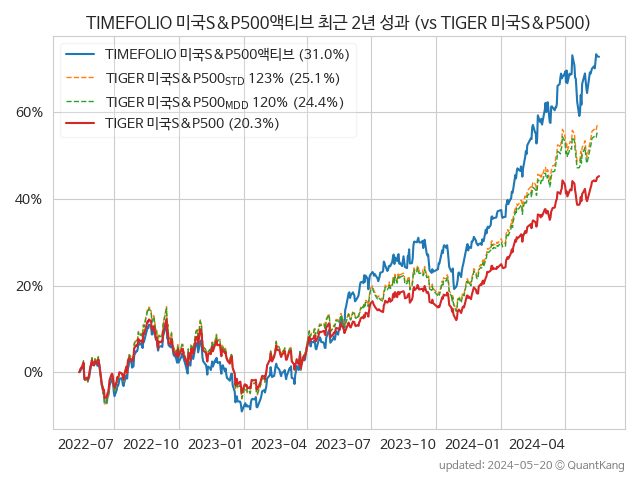 TIMEFOLIO 미국S&P500액티브 최근 2년 성과 (vs TIGER 미국S&P500)
TIMEFOLIO 미국S&P500액티브 (31.0%)
TIGER 미국S&P500STD 123% (25.1%)
TIGER 미국S&P500MDD 120% (24.4%)
TIGER 미국S&P500 (20.3%)
60%
40%
20%
0%
2022-07 2022-10 2023-01 2023-04 2023-07 2023-10 2024-01 2024-04
updated: 2024-05-20 © QuantKang